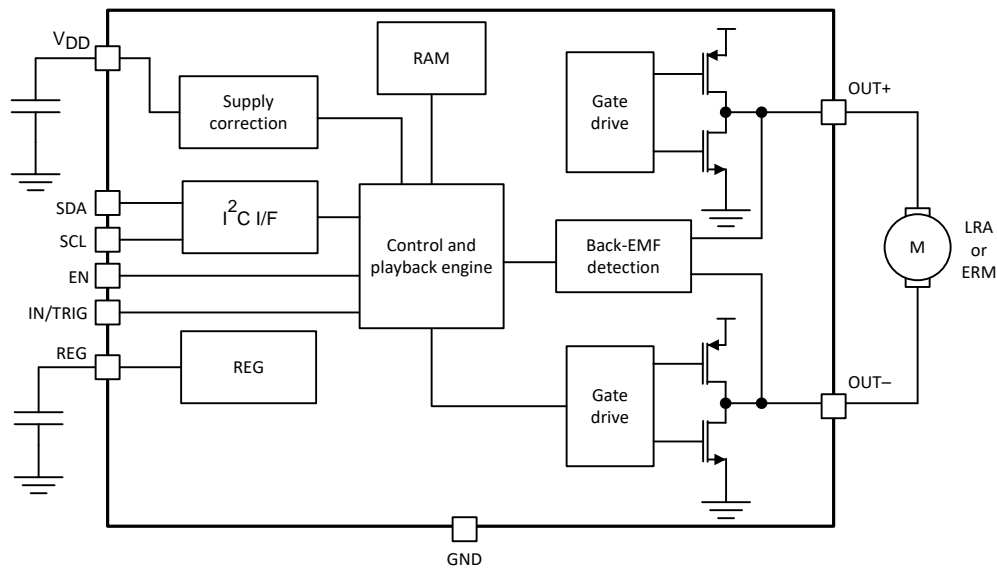 VDD
Supply
correction
RAM
Gate
drive
OUT+
SDA
SCL
I2C I/F
Control and
playback engine
Back-EMF
detection
M
LRA
or
ERM
EN
IN/TRIG
REG
REG
Gate
drive
OUT–
GND